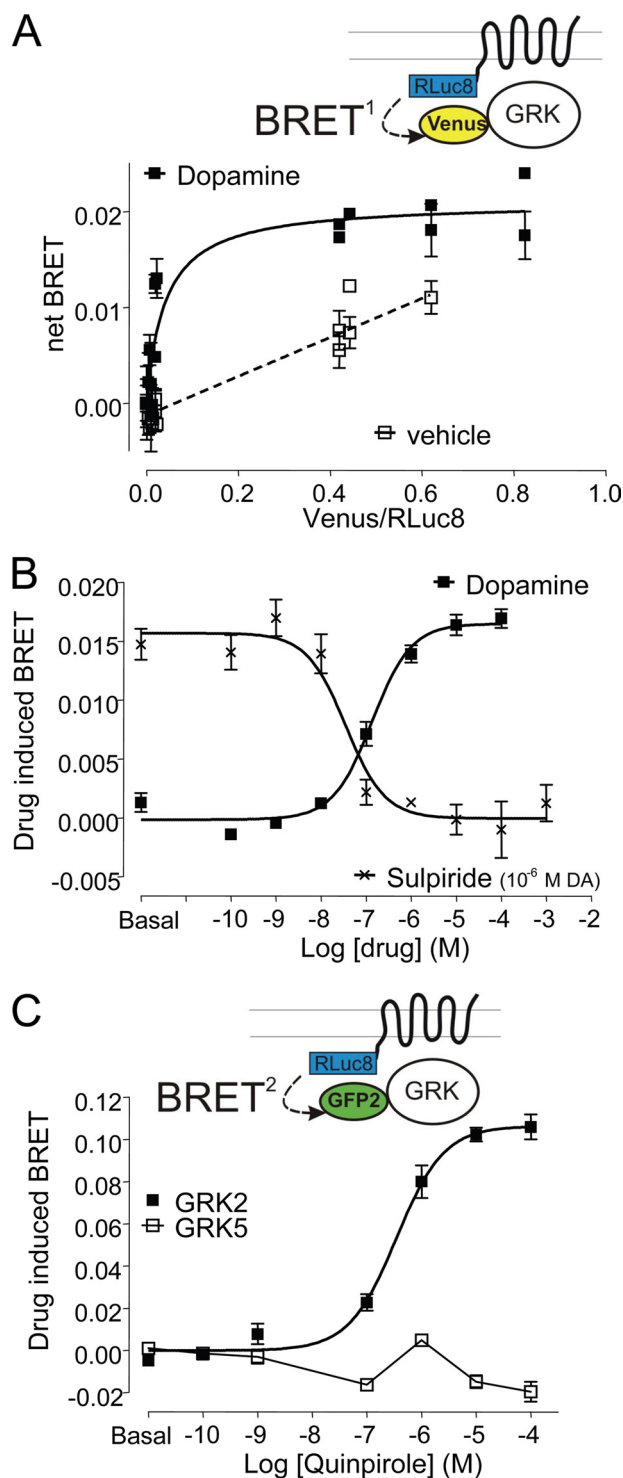 A
RLuc8
BRET1
Venus
GRK
Dopamine
0.02
0.01
0.00
net BRET
vehicle
0.0 0.2 0.4 0.6 0.8 1.0
Venus/RLuc8
B
0.020
0.015
0.010
0.005
0.000
-0.005
Drug induced BRET
Dopamine
Sulpiride (10-6 M DA)
Basal -10 -9 -8 -7 -6 -5 -4 -3 -2
Log [drug] (M)
C
RLuc8
BRET2
GFP2
GRK
0.12
0.10
0.08
0.06
0.04
0.02
0.00
-0.02
Drug induced BRET
GRK2
GRK5
Basal -10 -9 -8 -7 -6 -5 -4
Log [Quinpirole] (M)